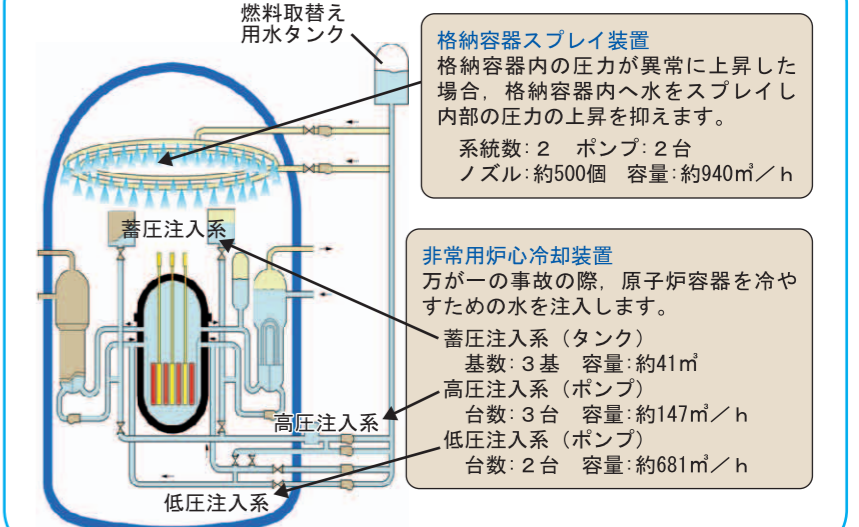 燃料取替え
用水タンク
格納容器スプレイ装置
格納容器内の圧力が異常に上昇した
場合，格納容器内へ水をスプレイし
内部の圧力の上昇を抑えます。
系統数：２　ポンプ：２台
ノズル：約500個　容量：約940㎥／ｈ
蓄圧注入系
非常用炉心冷却装置
万が一の事故の際，原子炉容器を冷や
すための水を注入します。
蓄圧注入系（タンク）
基数：３基　容量：約41㎥
高圧注入系（ポンプ）
台数：３台　容量：約147㎥／ｈ
低圧注入系（ポンプ）
台数：２台　容量：約681㎥／ｈ
高圧注入系
低圧注入系